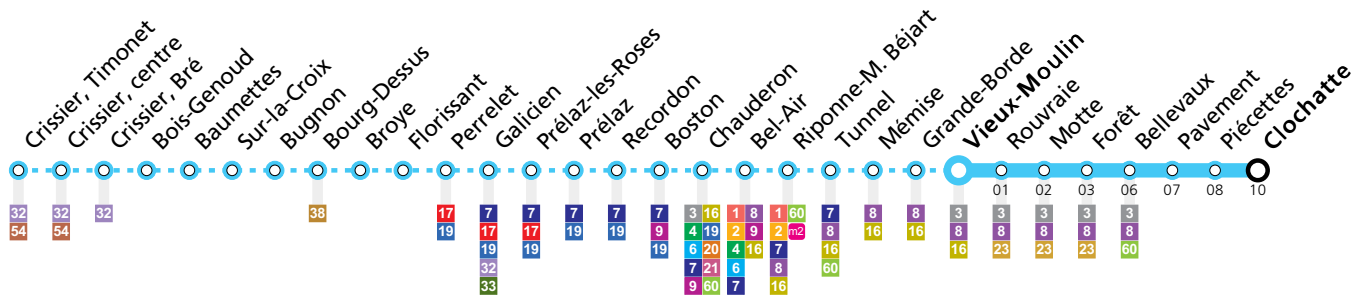 Crissier, Timonet
Crissier, centre
Crissier, Bré
Bois-Genoud
Baumettes
Sur-la-Croix
Bugnon
Bourg-Dessus
Broye
Florissant
Perrelet
Galicien
Prélaz-les-Roses
Prélaz
Recordon
Boston
Chauderon
Bel-Air
Riponne-M. Béjart
Tunnel
Mémise
Grande-Borde
Vieux-Moulin
Rouvraie
Motte
Forêt
Bellevaux
Pavement
Piécettes
Clochatte
01 02 03 06 07 08 10
32 32 32 38 17 7 7 7 7 7 3 16 1 8 1 60 7 8 8 3 3 3 3 3
54 54 19 17 17 19 19 9 4 19 2 9 2 m2 8 16 16 8 8 8 8 8
19 19 19 6 20 4 16 7 16 16 23 23 23 60
32 7 21 6 8 60
33 9 60 7 16